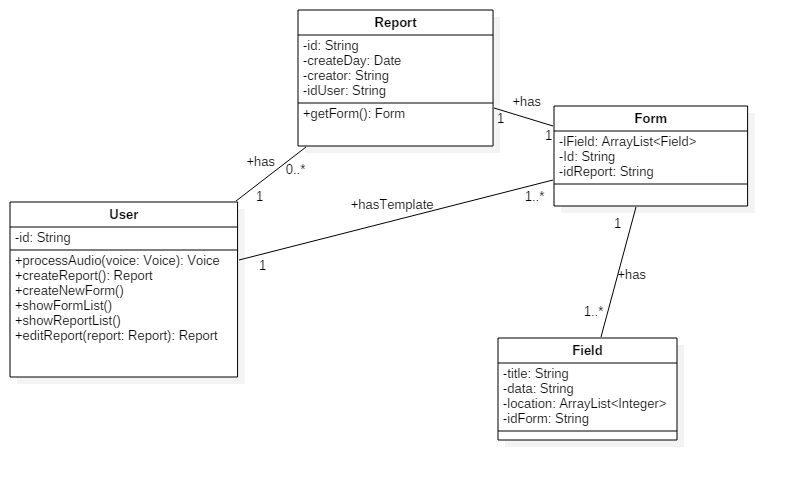 Report
-id: String
-createDay: Date
-creator: String
-idUser: String
+getForm(): Form
+has
1
1
Form
-lField: ArrayList<Field>
-Id: String
-idReport: String
+has
0..*
1
+hasTemplate
1..*
1
User
-id: String
+processAudio(voice: Voice): Voice
+createReport(): Report
+createNewForm()
+showFormList()
+showReportList()
+editReport(report: Report): Report
1
+has
1..*
Field
-title: String
-data: String
-location: ArrayList<Integer>
-idForm: String